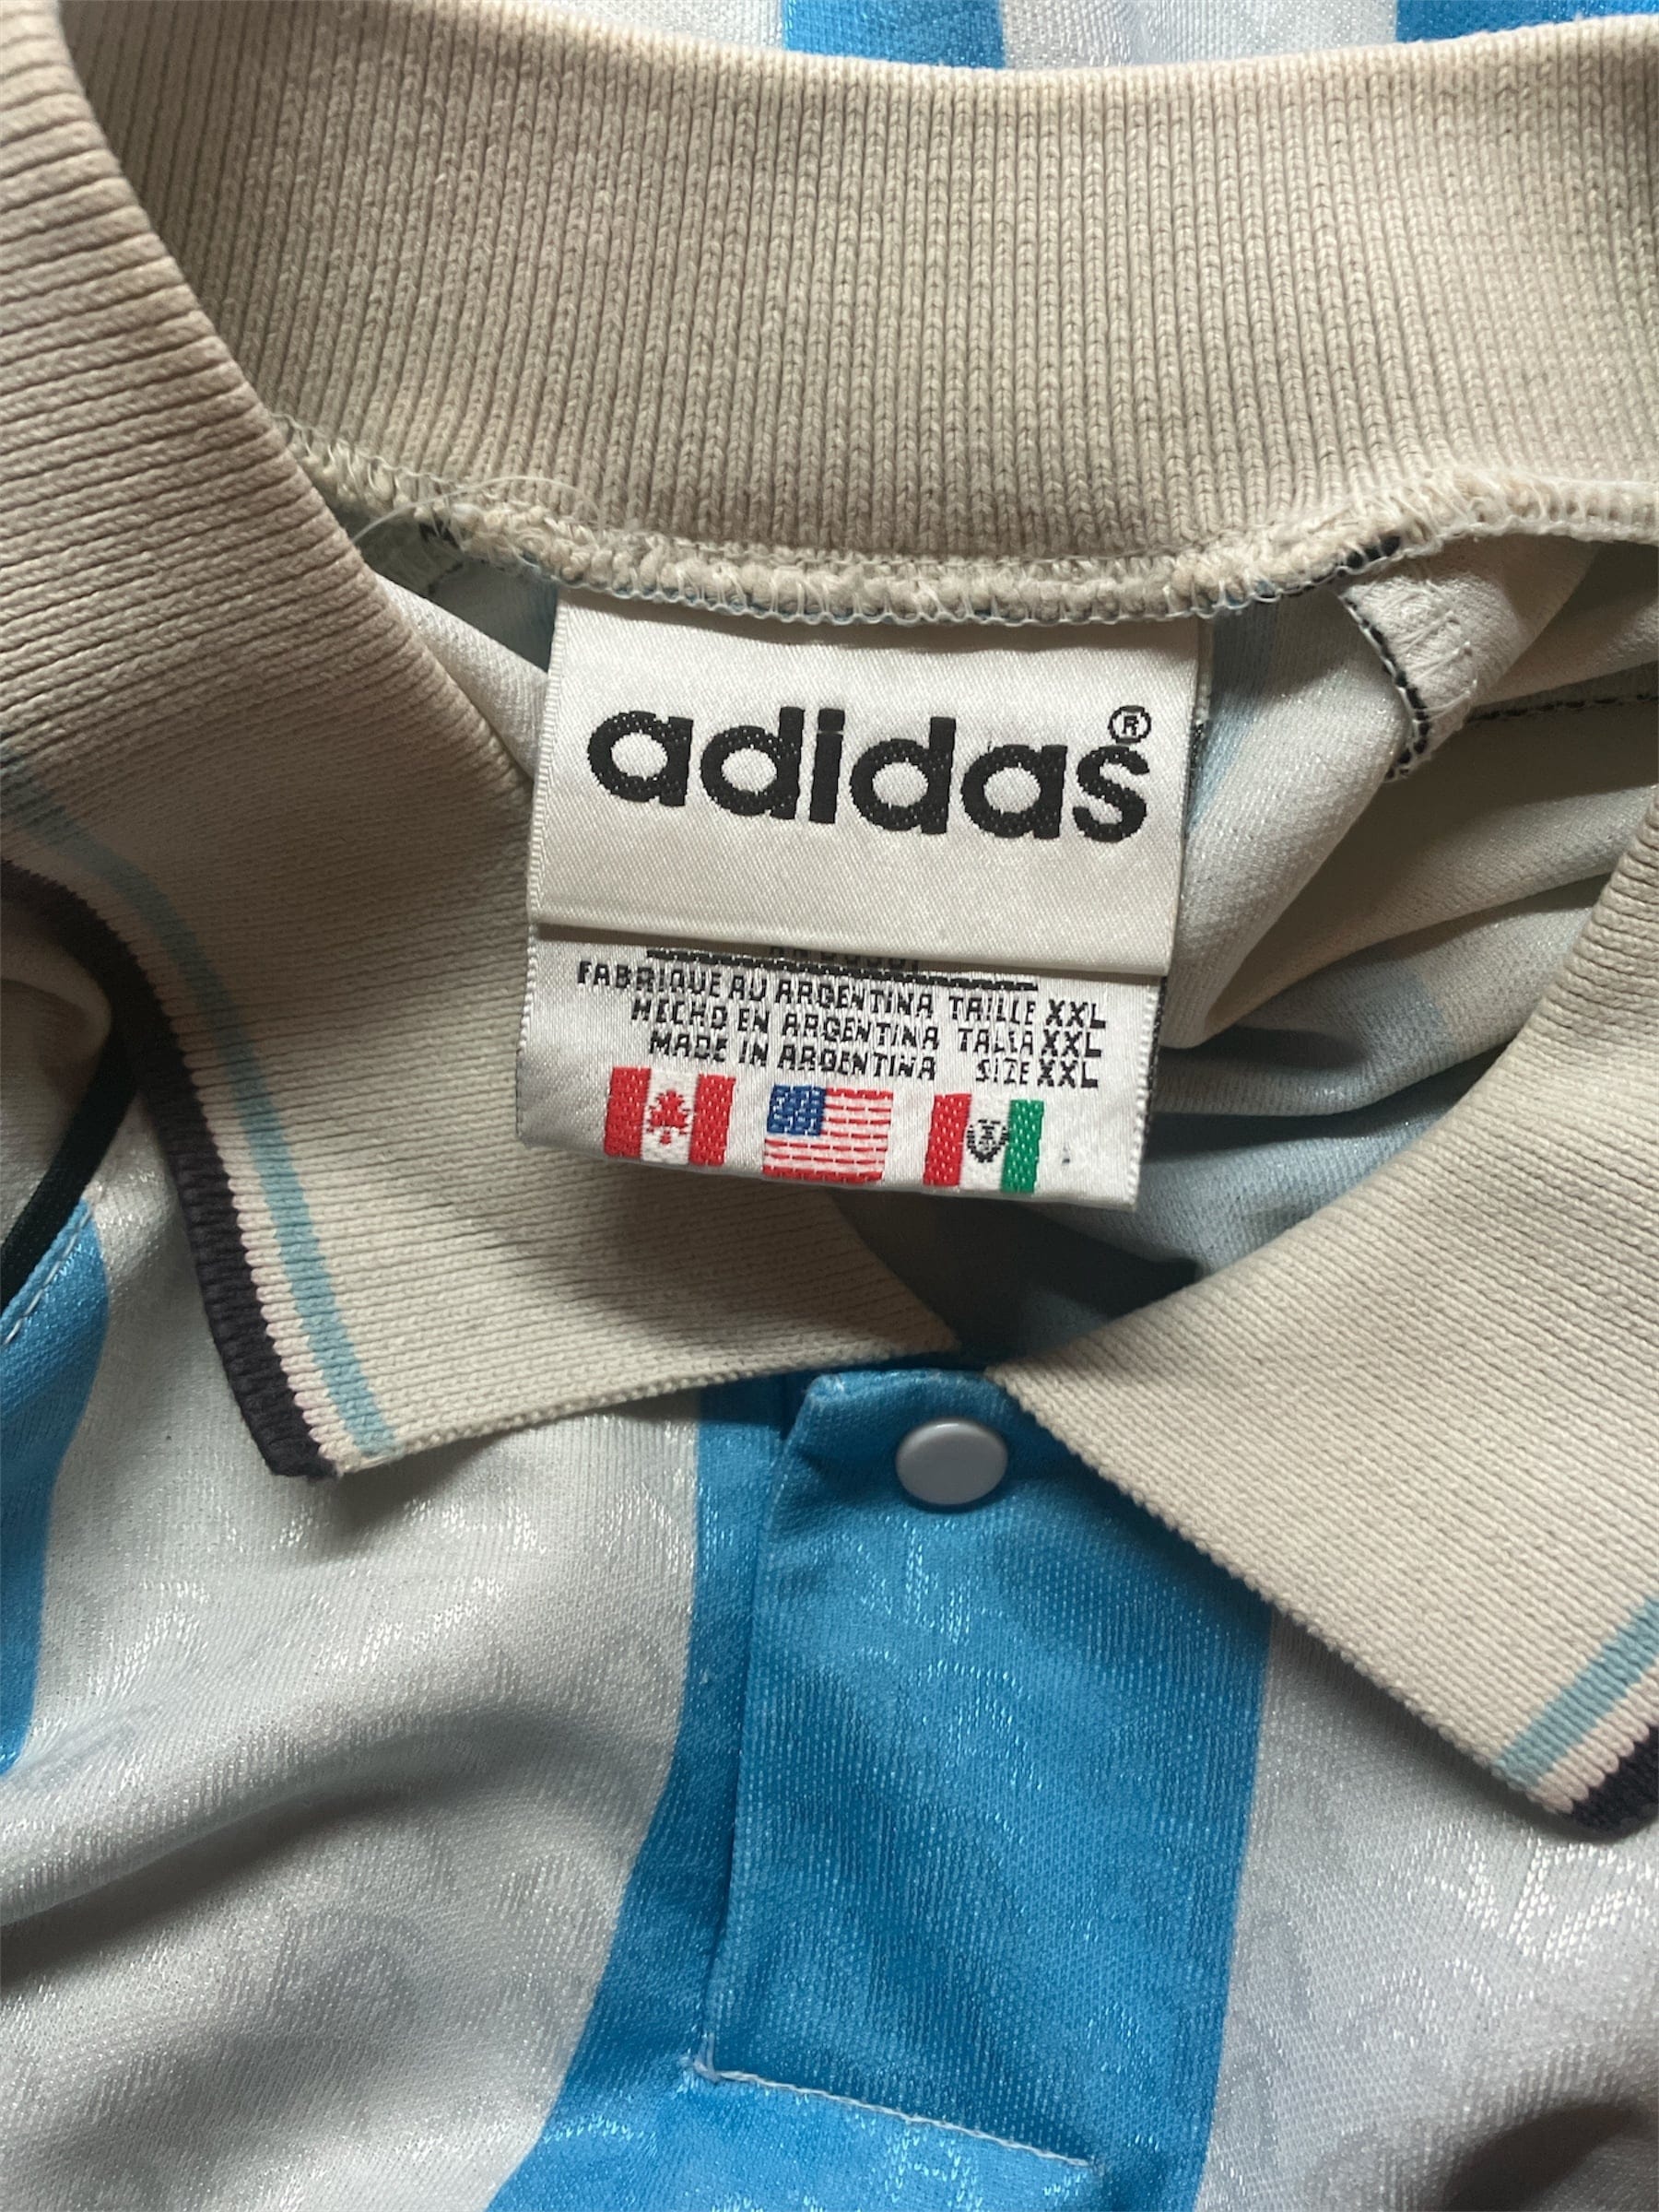 adidas®
FABRIQUE AU ARGENTINA TAILLE XXL
HECHO EN ARGENTINA TALLA XXL
MADE IN ARGENTINA SIZE XXL